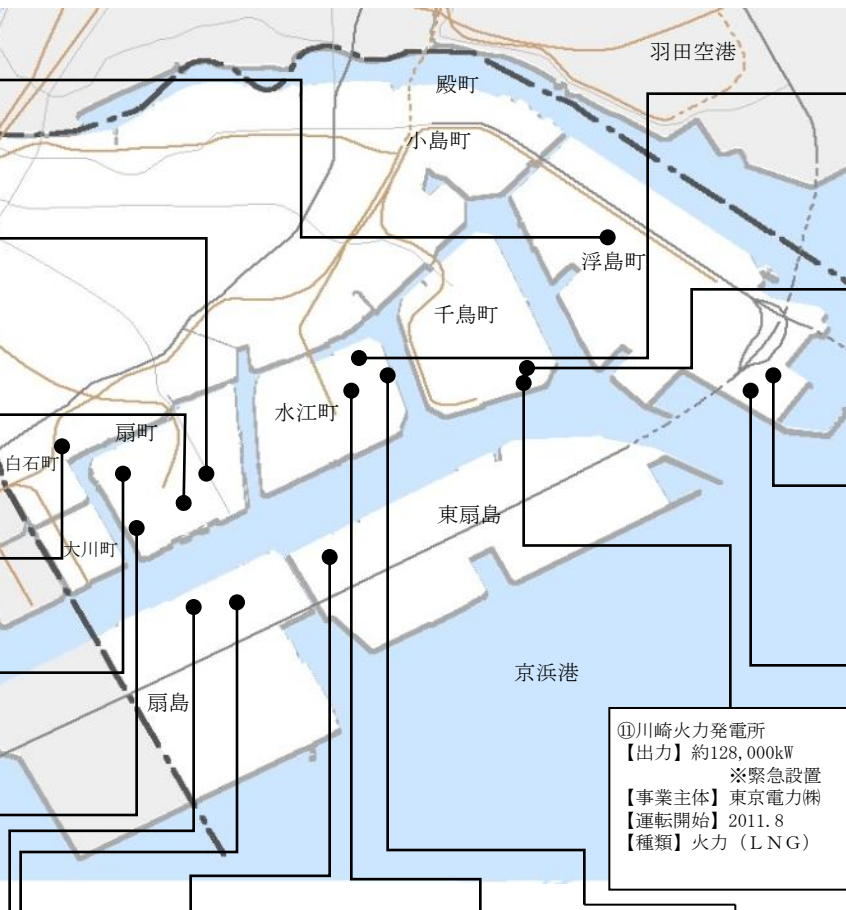 羽田空港
殿町
小島町
浮島町
千鳥町
水江町
扇町
白石町
東扇島
大川町
京浜港
扇島
⑪川崎火力発電所
【出力】約128,000kW
※緊急設置
【事業主体】東京電力㈱
【運転開始】2011.8
【種類】火力（ＬＮＧ）